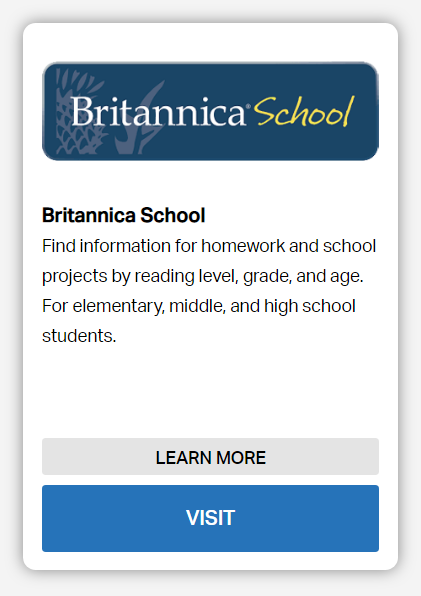 Britannica® School
Britannica School
Find information for homework and school
projects by reading level, grade, and age.
For elementary, middle, and high school
students.
LEARN MORE
VISIT